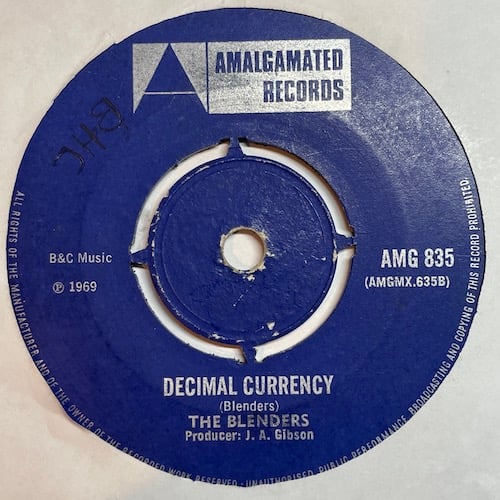 A
AMALGAMATED
RECORDS
B&C Music
℗ 1969
AMG 835
(AMGMX.635B)
DECIMAL CURRENCY
(Blenders)
THE BLENDERS
Producer: J. A. Gibson
ALL RIGHTS OF THE MANUFACTURER AND OF THE OWNER OF THE RECORDED WORK RESERVED - UNAUTHORISED PUBLIC PERFORMANCE, BROADCASTING AND COPYING OF THIS RECORD PROHIBITED.